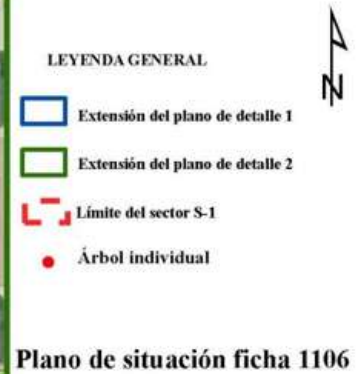 LEYENDA GENERAL
N
Extensión del plano de detalle 1
Extensión del plano de detalle 2
Límite del sector S-1
Árbol individual
Plano de situación ficha 1106